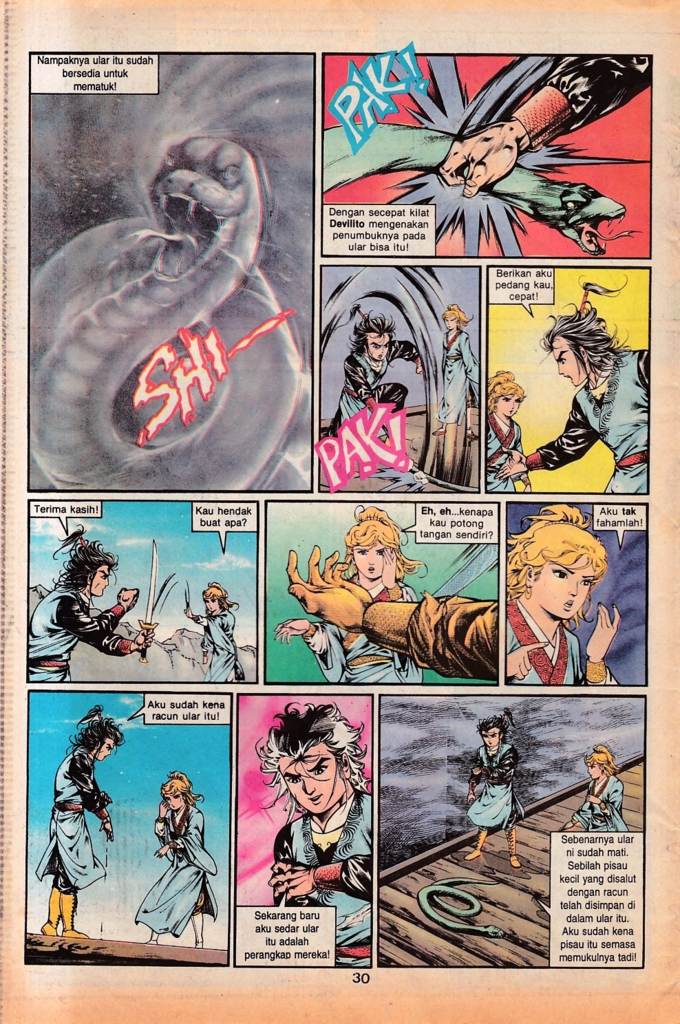 Nampaknya ular itu sudah
bersedia untuk
mematuk!
SHI—
PAK!
Dengan secepat kilat
Devilito mengenakan
penumbuknya pada
ular bisa itu!
PAK!
Berikan aku
pedang kau,
cepat!
Terima kasih!
Kau hendak
buat apa?
Eh, eh...kenapa
kau potong
tangan sendiri?
Aku tak
fahamlah!
Aku sudah kena
racun ular itu!
Sekarang baru
aku sedar ular
itu adalah
perangkap mereka!
Sebenarnya ular
ni sudah mati.
Sebilah pisau
kecil yang disalut
dengan racun
telah disimpan di
dalam ular itu.
Aku sudah kena
pisau itu semasa
memukulnya tadi!
30